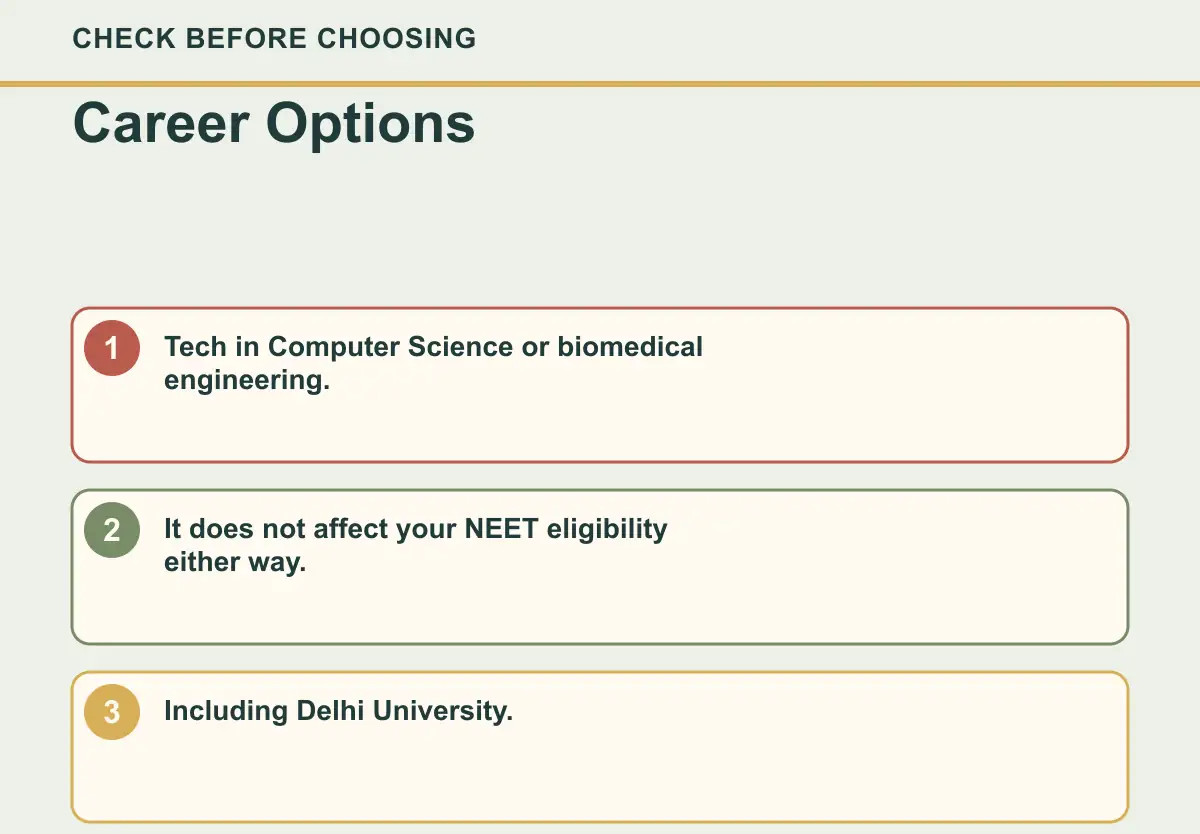 CHECK BEFORE CHOOSING
Career Options
1
Tech in Computer Science or biomedical
engineering.
2
It does not affect your NEET eligibility
either way.
3
Including Delhi University.